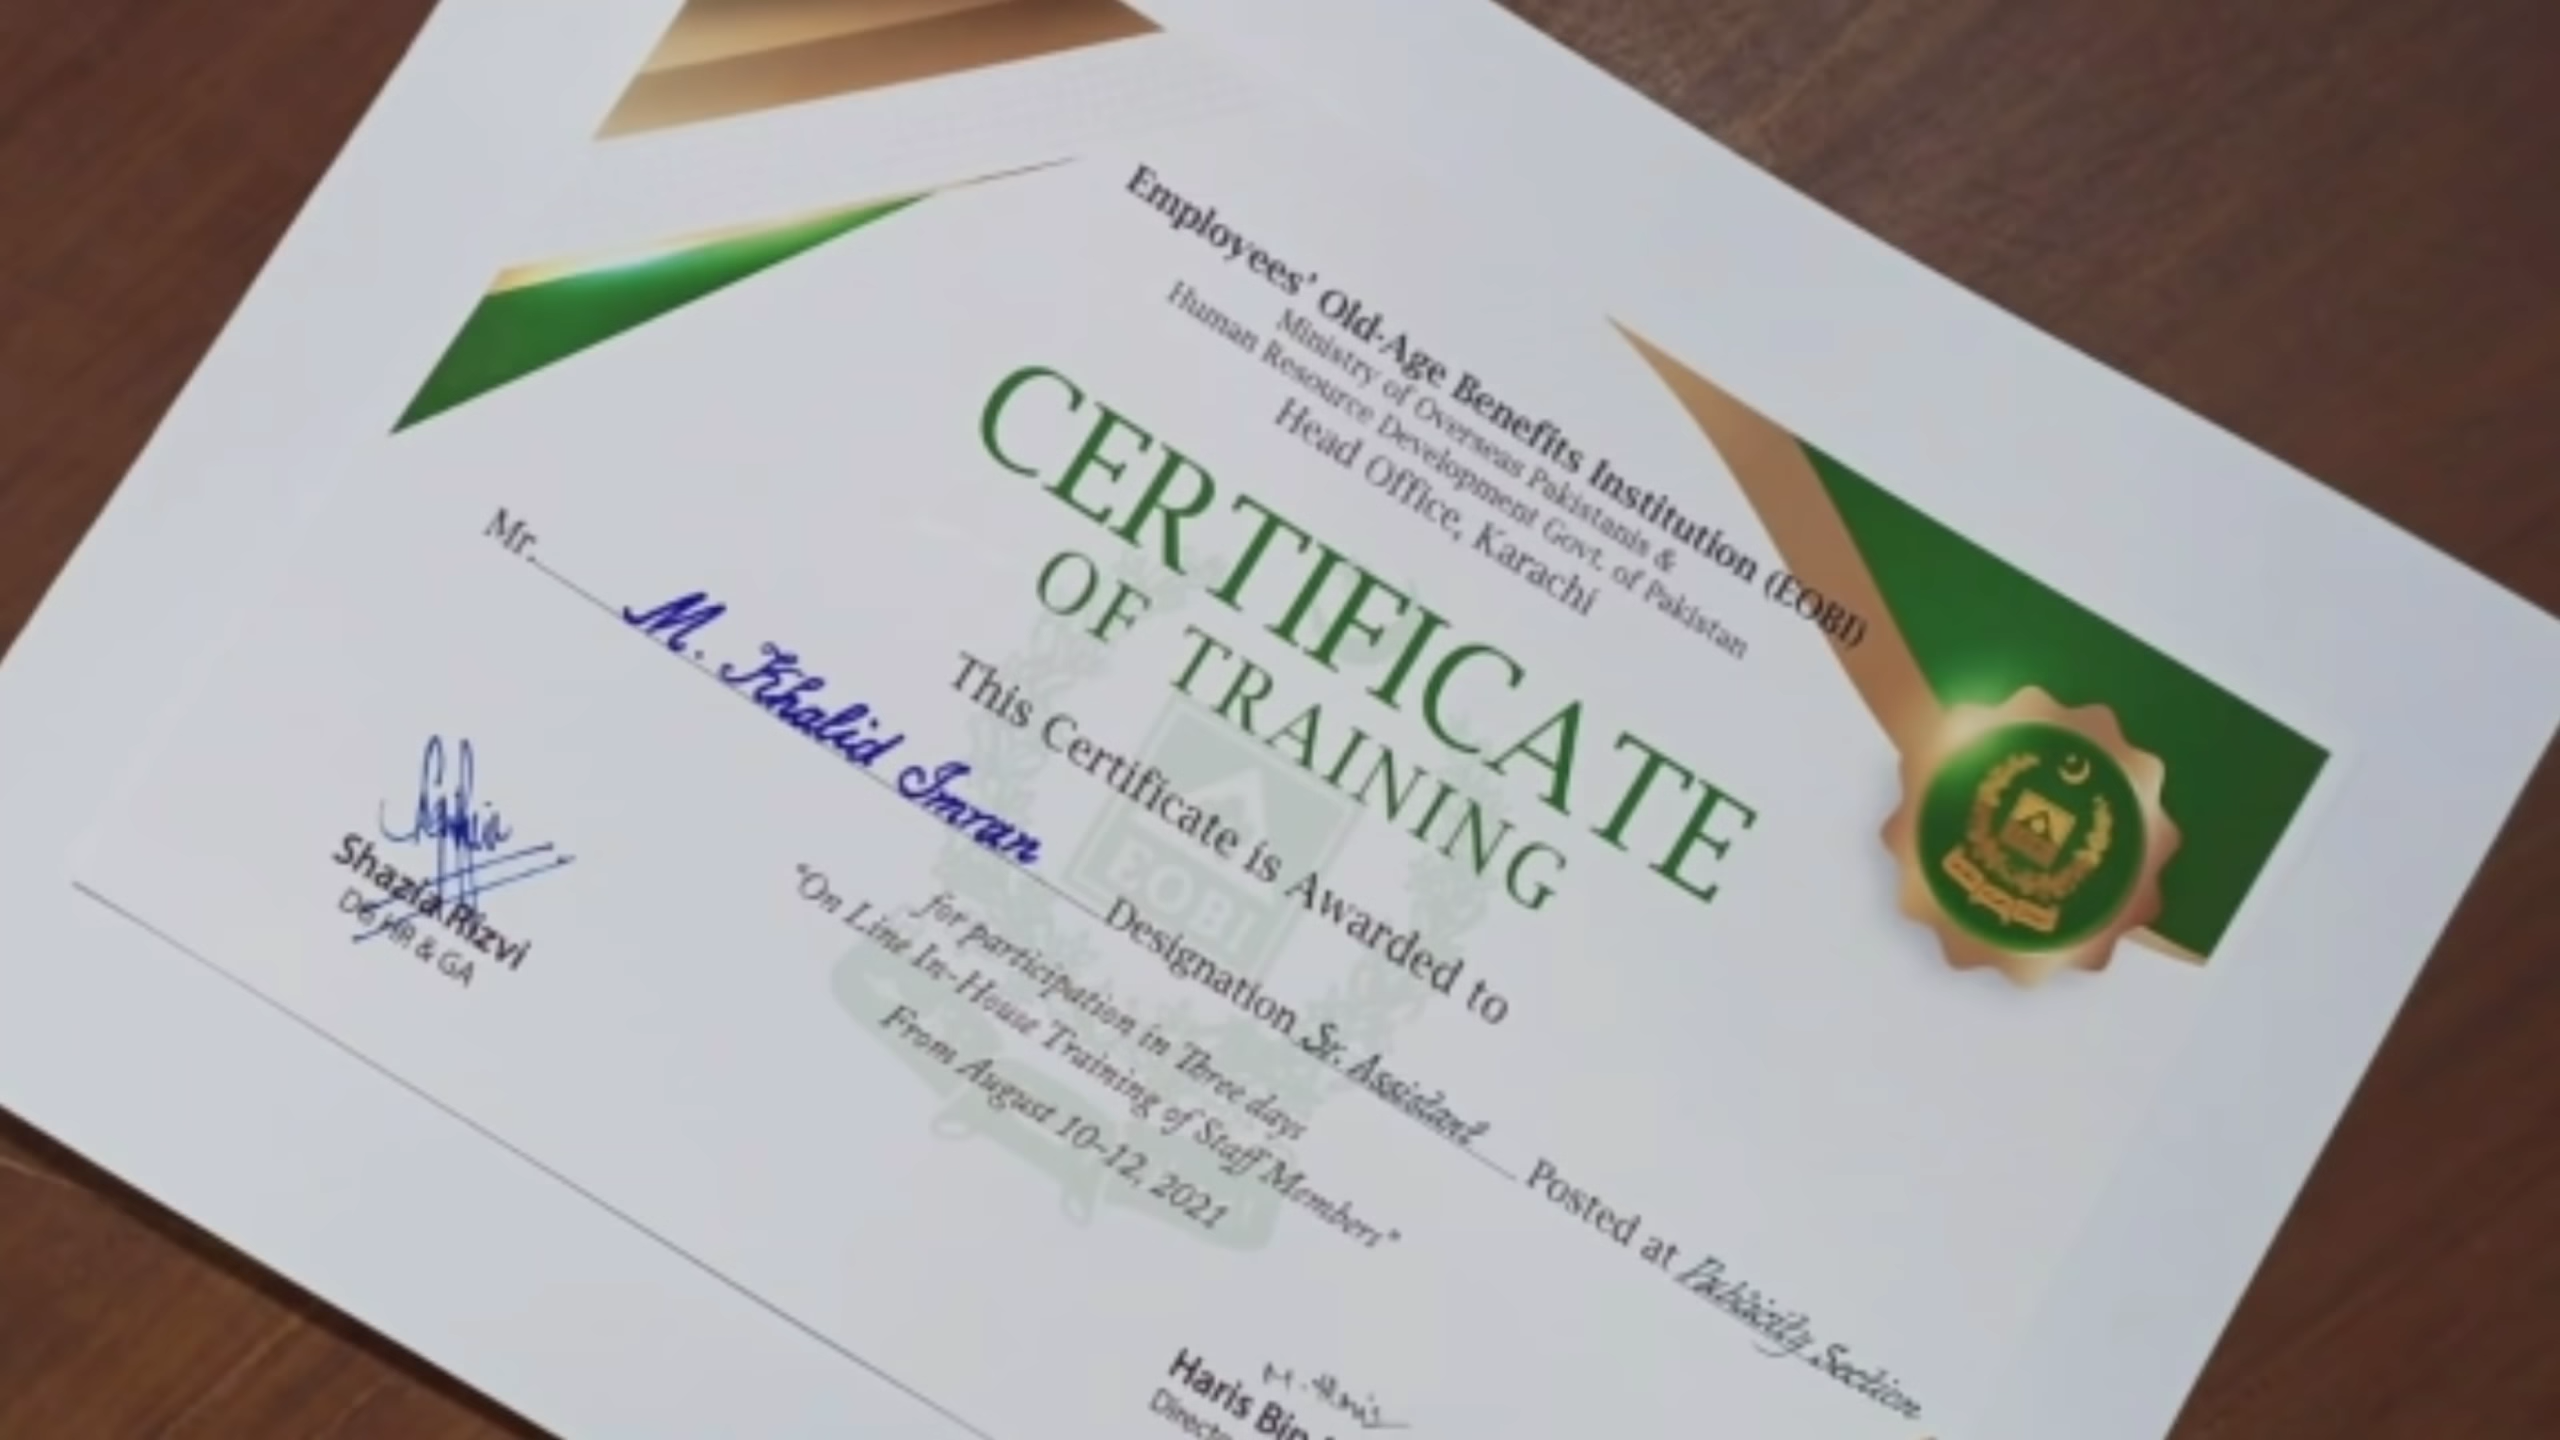 Employees' Old-Age Benefits Institution (EOBI)
Ministry of Overseas Pakistanis &
Human Resource Development Govt. of Pakistan
Head Office, Karachi
CERTIFICATE
OF TRAINING
This Certificate is Awarded to
Mr. M. Khalid Imran Designation Sr. Assistant Posted at Publicity Section
for participation in Three days
"On Line In-House Training of Staff Members"
From August 10-12, 2021
EOBI
Shazia Rizvi
DG HR & GA
Haris Bin